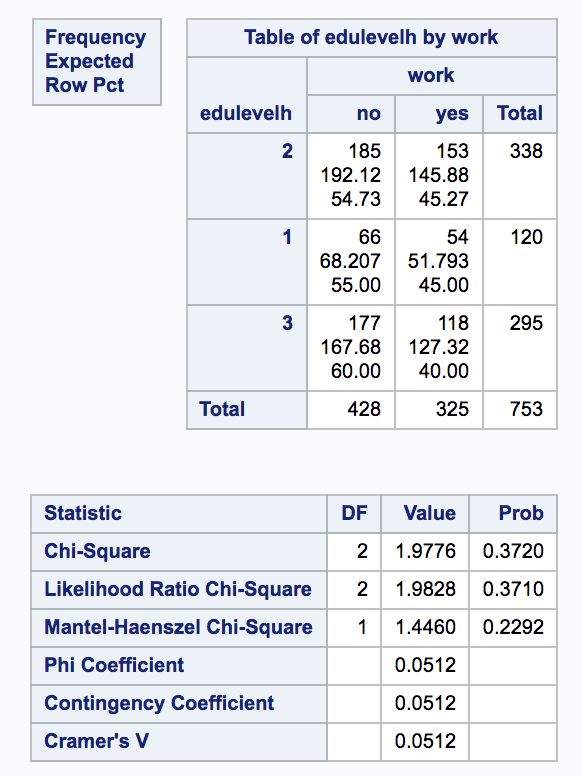 Frequency
Expected
Row Pct
Table of edulevelh by work
work
edulevelh no yes Total
2 185 153 338
192.12 145.88
54.73 45.27
1 66 54 120
68.207 51.793
55.00 45.00
3 177 118 295
167.68 127.32
60.00 40.00
Total 428 325 753
Statistic DF Value Prob
Chi-Square 2 1.9776 0.3720
Likelihood Ratio Chi-Square 2 1.9828 0.3710
Mantel-Haenszel Chi-Square 1 1.4460 0.2292
Phi Coefficient 0.0512
Contingency Coefficient 0.0512
Cramer's V 0.0512